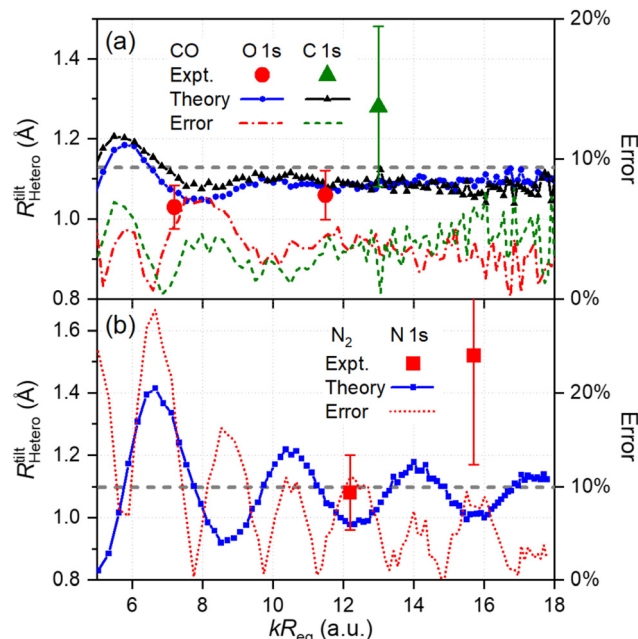 (a)
CO O 1s C 1s
Expt.
Theory
Error
R^tilt_Hetero (Å)
1.4
1.2
1.0
0.8
20%
10%
0%
Error
(b)
N₂ N 1s
Expt.
Theory
Error
R^tilt_Hetero (Å)
1.6
1.4
1.2
1.0
0.8
20%
10%
0%
Error
6 8 10 12 14 16 18
kR_eq (a.u.)